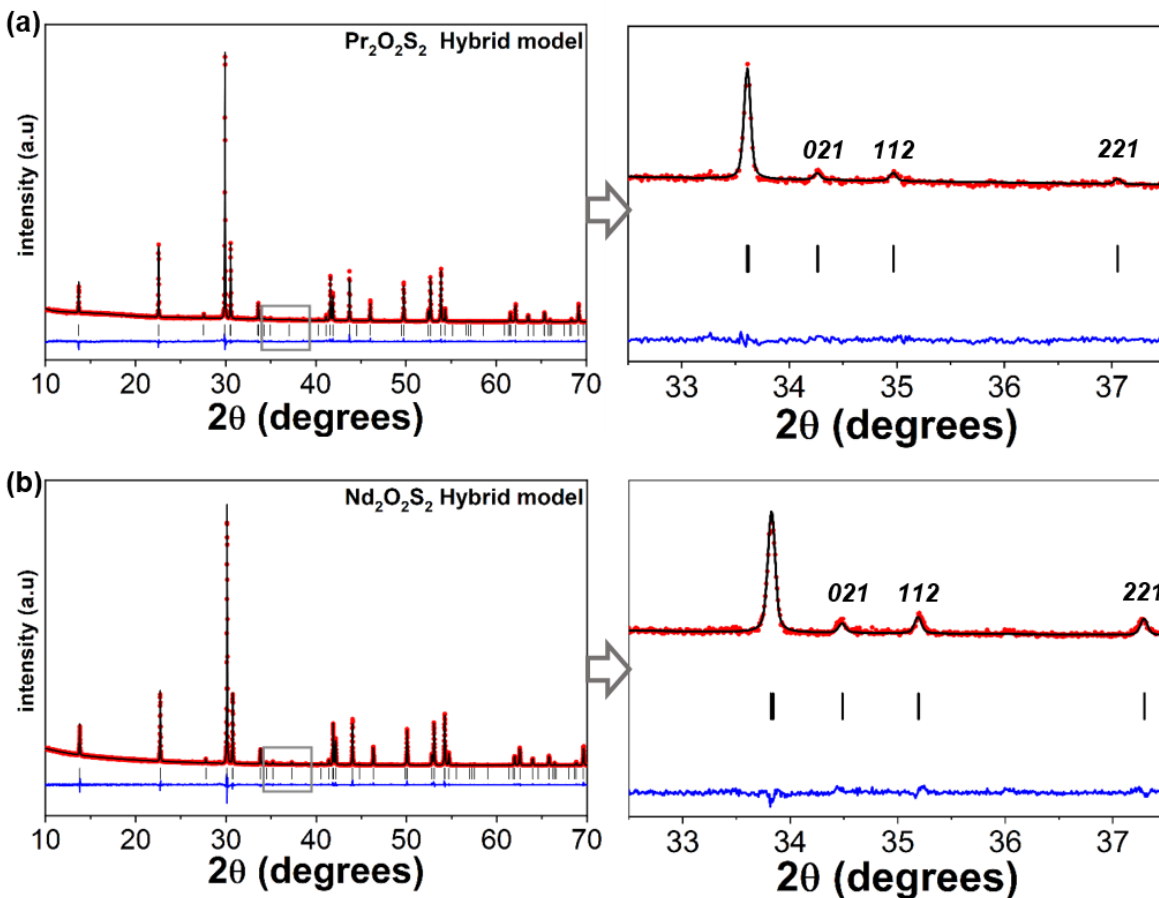 (a)
Pr₂O₂S₂ Hybrid model
intensity (a.u)
10 20 30 40 50 60 70
2θ (degrees)
021 112 221
33 34 35 36 37
2θ (degrees)
(b)
Nd₂O₂S₂ Hybrid model
intensity (a.u)
10 20 30 40 50 60 70
2θ (degrees)
021 112 221
33 34 35 36 37
2θ (degrees)